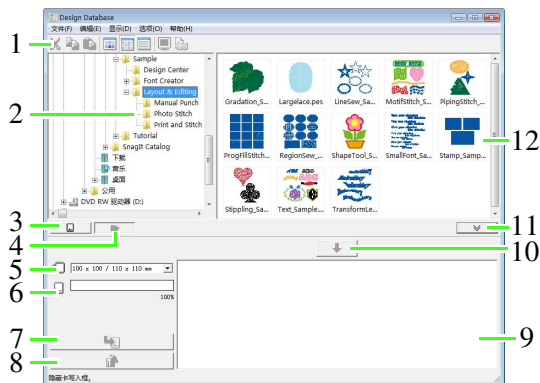 Design Database
文件(F) 编辑(E) 显示(D) 选项(O) 帮助(H)
1
2
3
4
5
6
7
8
9
10
11
12
Sample
Design Center
Font Creator
Layout & Editing
Manual Punch
Photo Stitch
Print and Stitch
Tutorial
SnagIt Catalog
下载
音乐
桌面
公用
DVD RW 驱动器 (D:)
Gradation_S... Largelace.pes LineSew_Sa... MotifStitch_S... PipingStitch_...
ProgFillStitch... RegionSew_... ShapeTool_S... SmallFont_Sa... Stamp_Samp...
Stippling_Sa... Text_Sample... TransformLe...
100 x 100 / 110 x 110 mm
100%
隐蔽卡写入框。